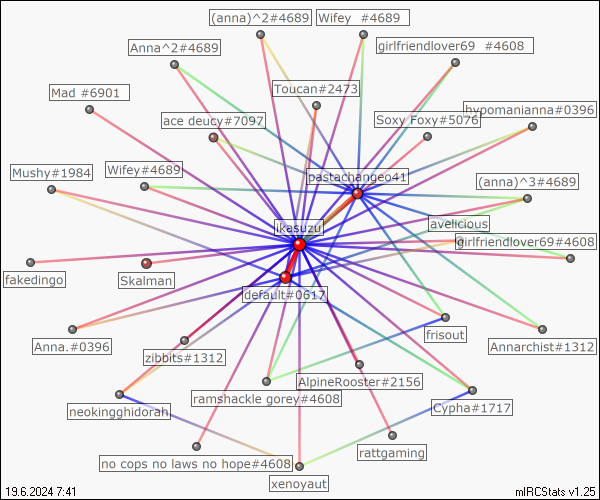 (anna)^2#4689
Wifey  #4689
Anna^2#4689
girlfriendlover69  #4608
Toucan#2473
Mad #6901
ace deucy#7097
Soxy Foxy#5076
hypomanianna#0396
Mushy#1984
Wifey#4689
pastachangeo41
(anna)^3#4689
ikasuzu
avelicious
girlfriendlover69#4608
fakedingo
Skalman
default#0617
Anna.#0396
zibbits#1312
frisout
Annarchist#1312
AlpineRooster#2156
ramshackle gorey#4608
neokingghidorah
Cypha#1717
no cops no laws no hope#4608
rattgaming
xenoyaut
19.6.2024 7:41
mIRCStats v1.25